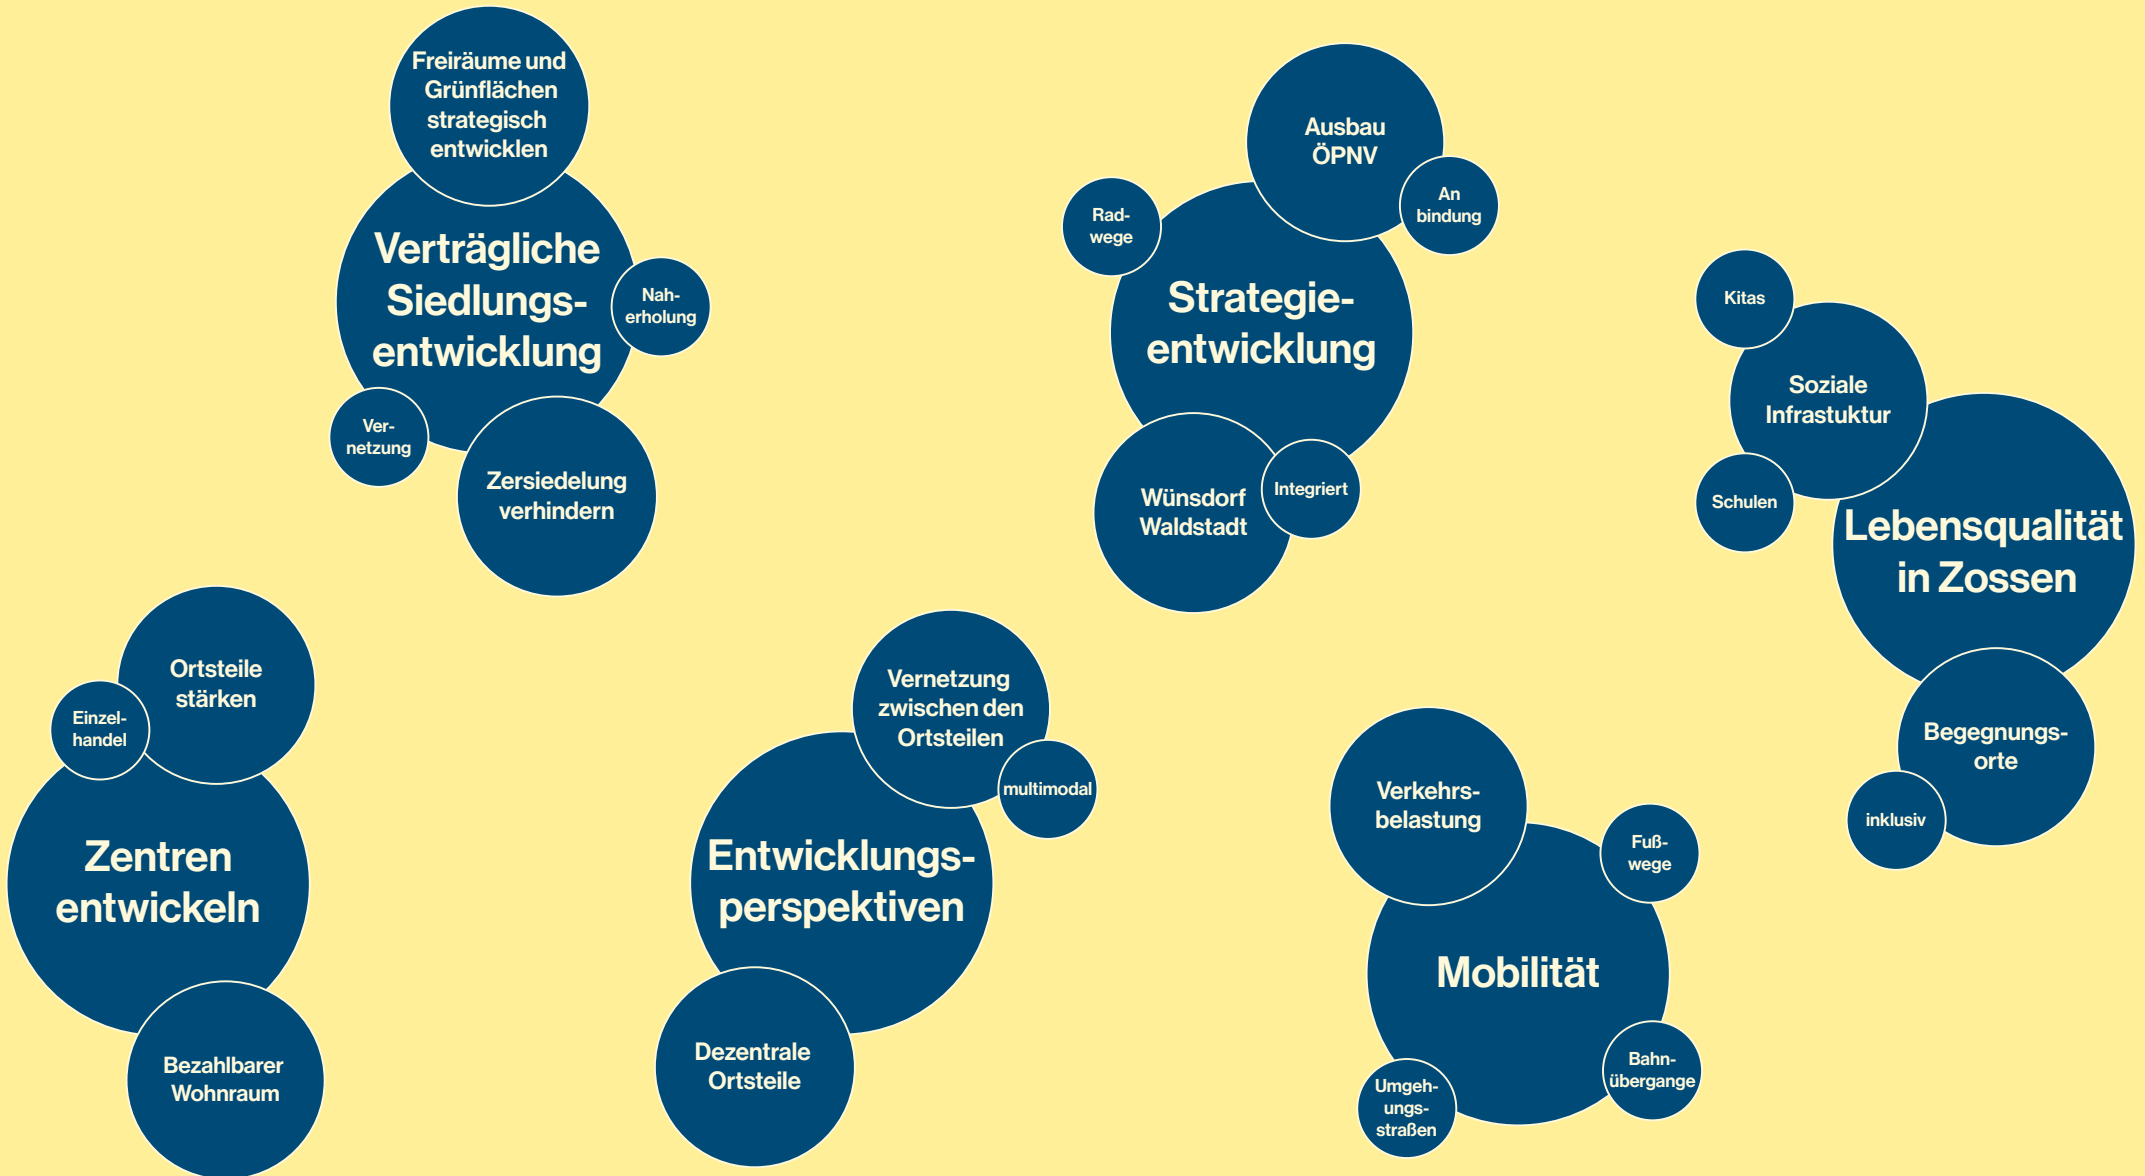 Freiräume und
Grünflächen
strategisch
entwicklen
Verträgliche
Siedlungs-
entwicklung
Nah-
erholung
Ver-
netzung
Zersiedelung
verhindern
Ausbau
ÖPNV
An
bindung
Rad-
wege
Strategie-
entwicklung
Wünsdorf
Waldstadt
Integriert
Kitas
Soziale
Infrastuktur
Schulen
Lebensqualität
in Zossen
Begegnungs-
orte
inklusiv
Ortsteile
stärken
Einzel-
handel
Zentren
entwickeln
Bezahlbarer
Wohnraum
Vernetzung
zwischen den
Ortsteilen
multimodal
Entwicklungs-
perspektiven
Dezentrale
Ortsteile
Verkehrs-
belastung
Fuß-
wege
Mobilität
Bahn-
übergange
Umgeh-
ungs-
straßen